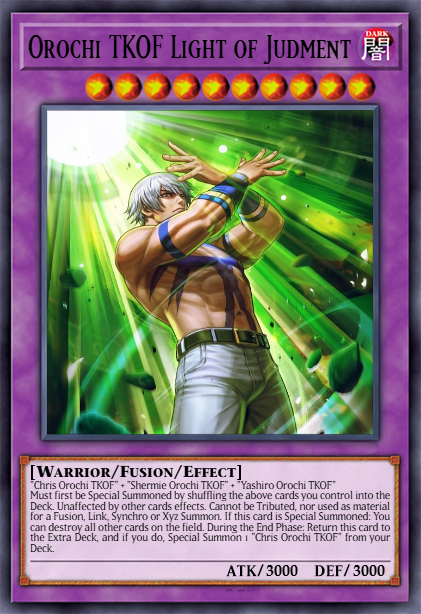 Orochi TKOF Light of Judment
DARK
闇
[Warrior/Fusion/Effect]
"Chris Orochi TKOF" + "Shermie Orochi TKOF" + "Yashiro Orochi TKOF"
Must first be Special Summoned by shuffling the above cards you control into the
Deck. Unaffected by other cards effects. Cannot be Tributed, nor used as material
for a Fusion, Link, Synchro or Xyz Summon. If this card is Special Summoned: You
can destroy all other cards on the field. During the End Phase: Return this card to
the Extra Deck, and if you do, Special Summon 1 "Chris Orochi TKOF" from your
Deck.
ATK/3000 DEF/3000